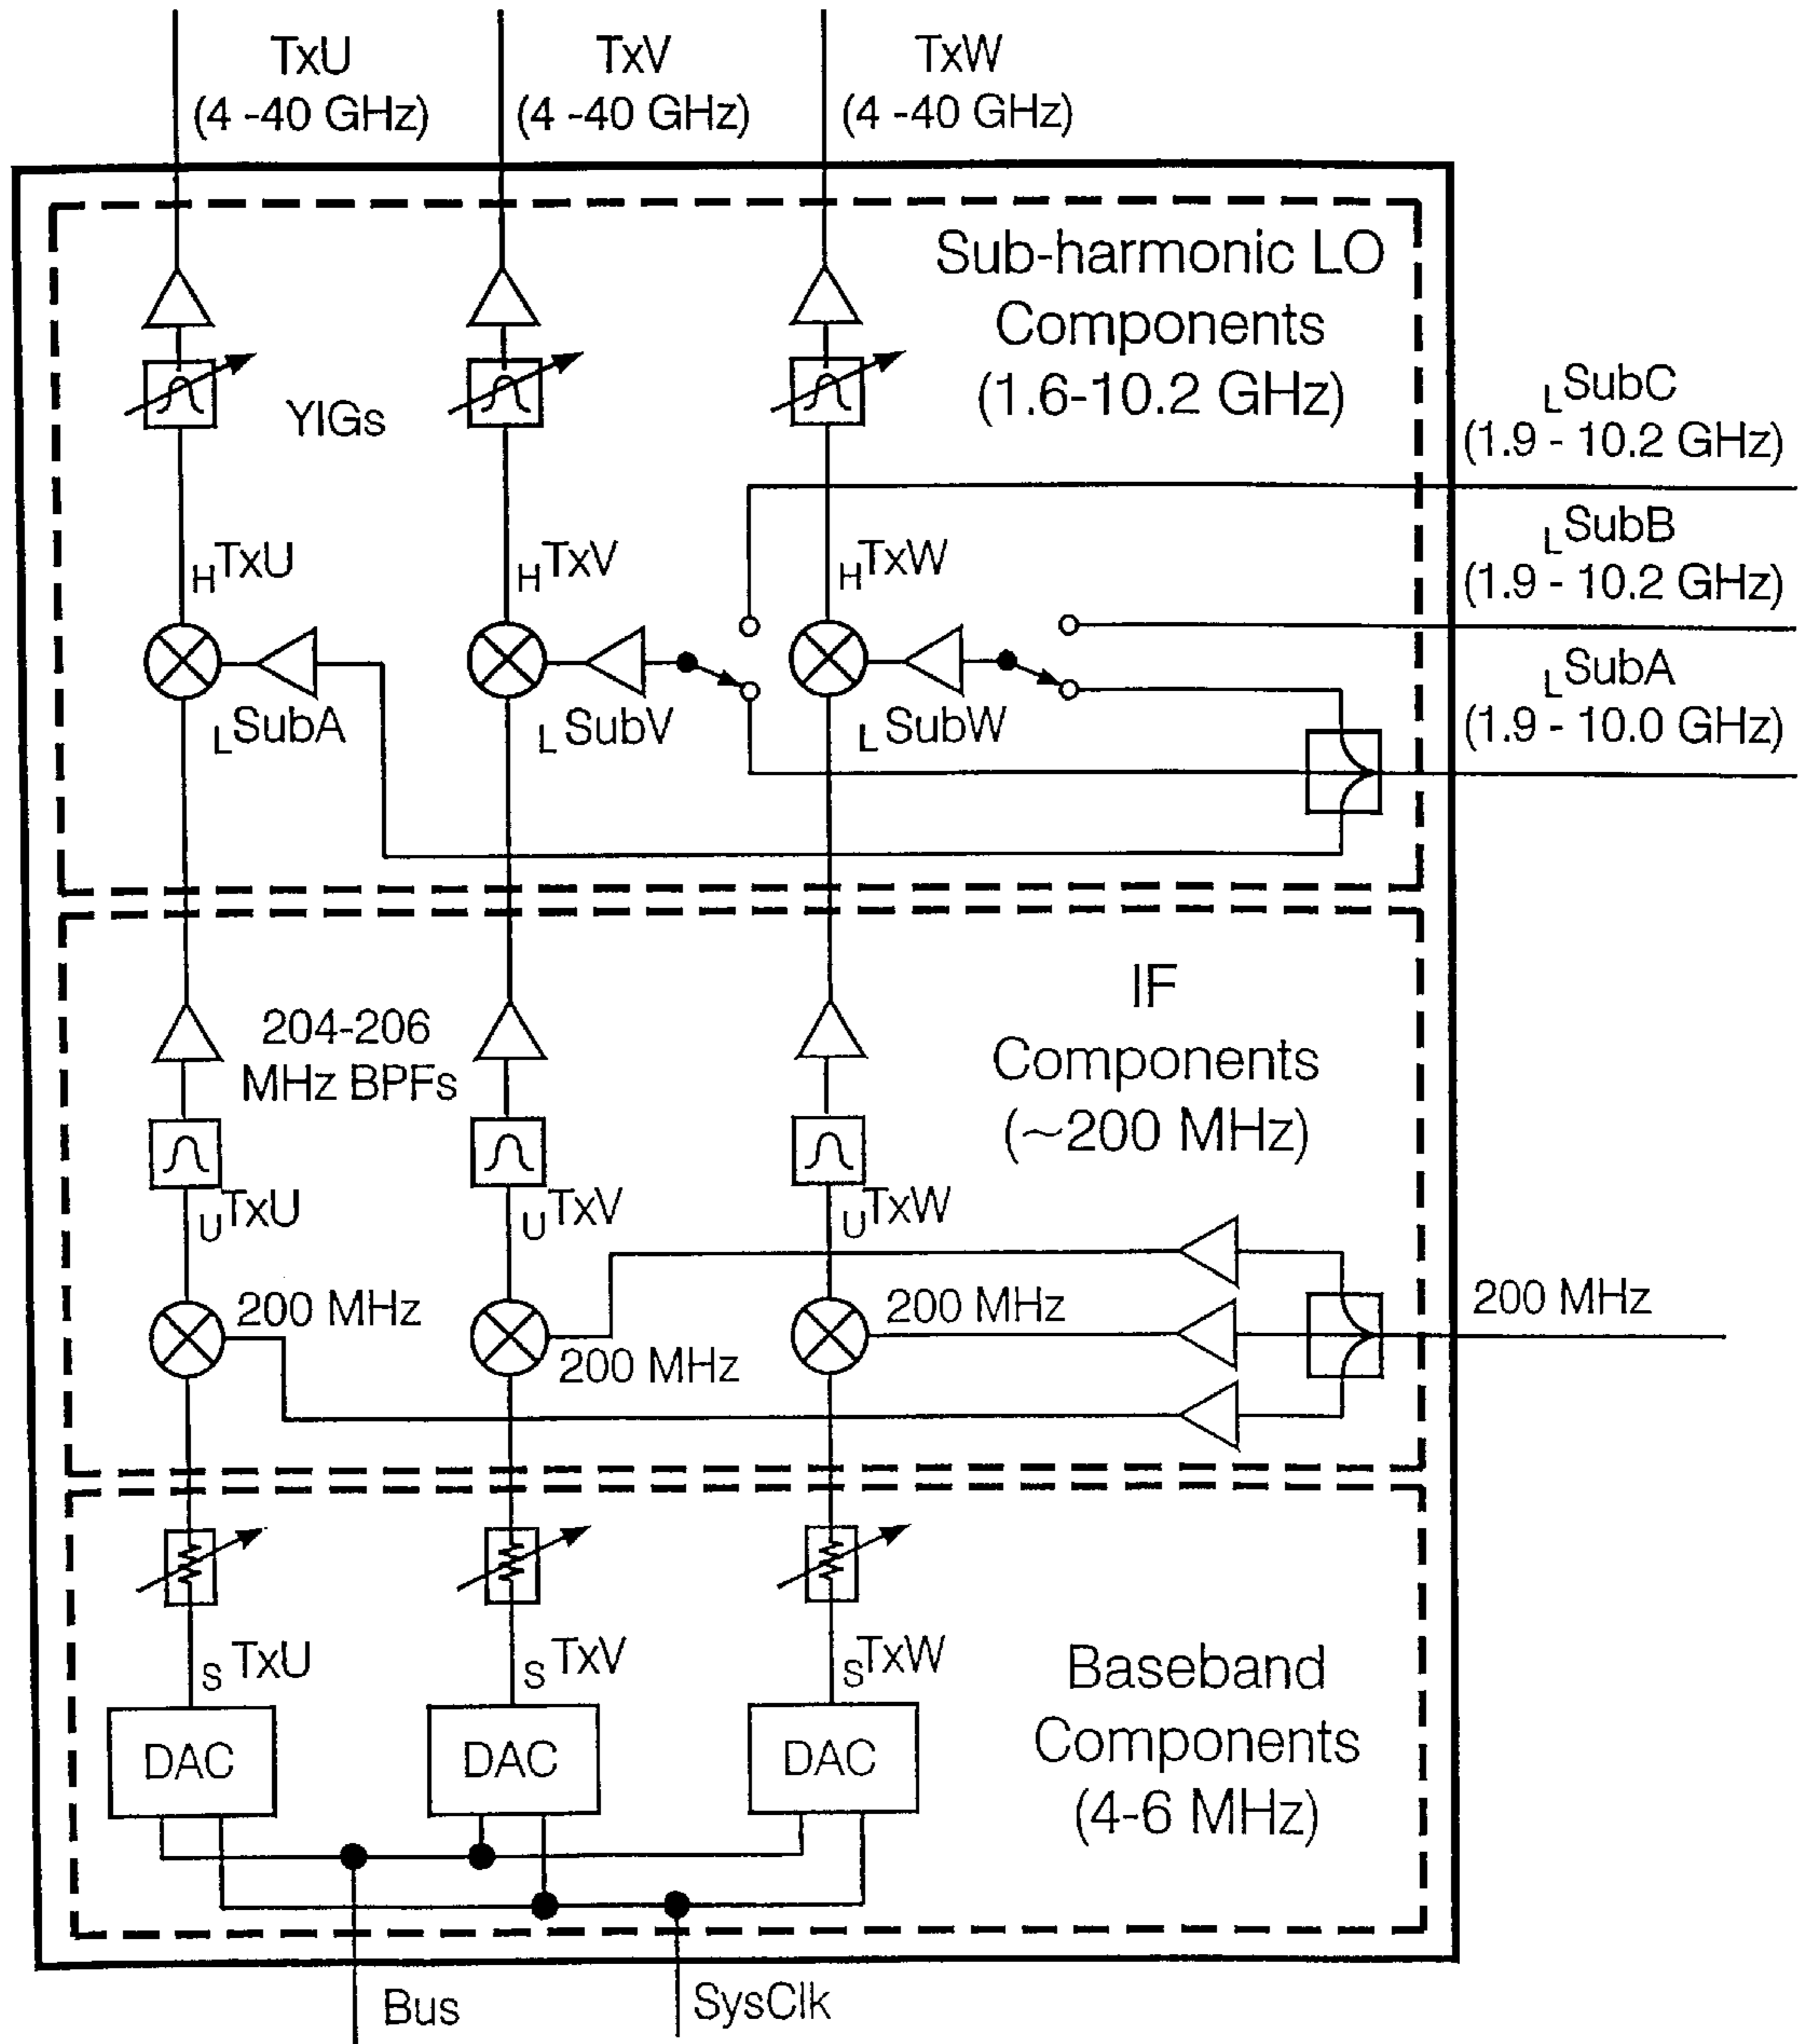 TxU
(4 -40 GHz)
TxV
(4 -40 GHz)
TxW
(4 -40 GHz)
Sub-harmonic LO
Components
(1.6-10.2 GHz)
YIGs
LSubC
(1.9 - 10.2 GHz)
LSubB
(1.9 - 10.2 GHz)
LSubA
(1.9 - 10.0 GHz)
HTxU
HTxV
HTxW
LSubA
LSubV
LSubW
IF
Components
(~200 MHz)
204-206
MHz BPFs
UTxU
UTxV
UTxW
200 MHz
200 MHz
200 MHz
200 MHz
STxU
STxV
STxW
Baseband
Components
(4-6 MHz)
DAC
DAC
DAC
Bus
SysClk